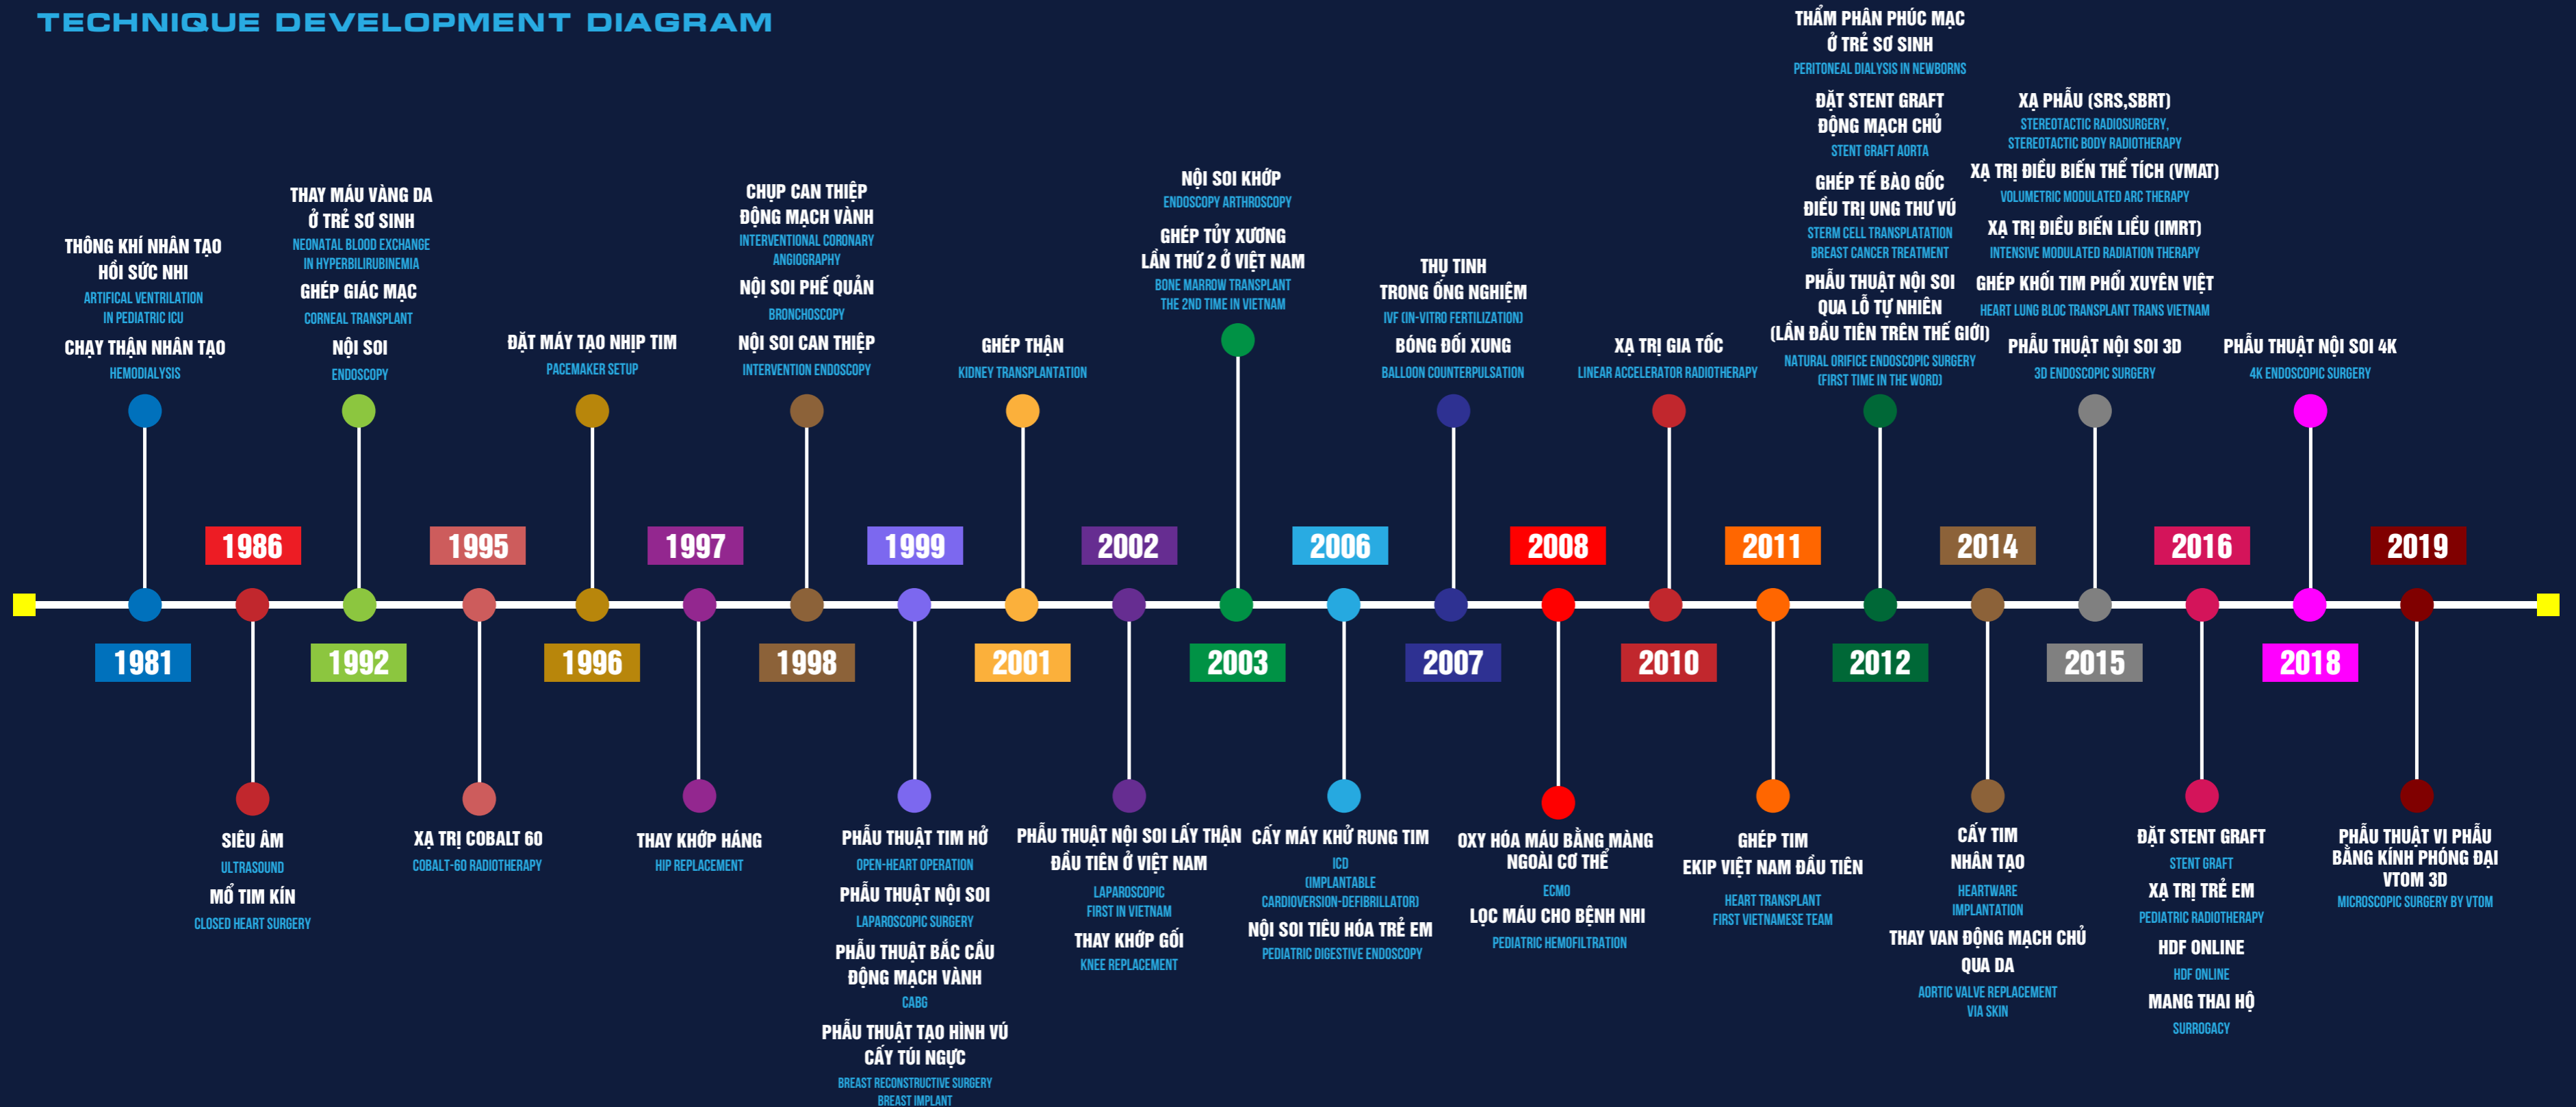 TECHNIQUE DEVELOPMENT DIAGRAM
THÔNG KHÍ NHÂN TẠO
HỒI SỨC NHI
ARTIFICAL VENTRILATION
IN PEDIATRIC ICU
CHẠY THẬN NHÂN TẠO
HEMODIALYSIS
1981
1986
SIÊU ÂM
ULTRASOUND
MỔ TIM KÍN
CLOSED HEART SURGERY
THAY MÁU VÀNG DA
Ở TRẺ SƠ SINH
NEONATAL BLOOD EXCHANGE
IN HYPERBILIRUBINEMIA
GHÉP GIÁC MẠC
CORNEAL TRANSPLANT
NỘI SOI
ENDOSCOPY
1992
1995
XẠ TRỊ COBALT 60
COBALT-60 RADIOTHERAPY
ĐẶT MÁY TẠO NHỊP TIM
PACEMAKER SETUP
1996
1997
THAY KHỚP HÁNG
HIP REPLACEMENT
CHỤP CAN THIỆP
ĐỘNG MẠCH VÀNH
INTERVENTIONAL CORONARY
ANGIOGRAPHY
NỘI SOI PHẾ QUẢN
BRONCHOSCOPY
NỘI SOI CAN THIỆP
INTERVENTION ENDOSCOPY
1998
1999
PHẪU THUẬT TIM HỞ
OPEN-HEART OPERATION
PHẪU THUẬT NỘI SOI
LAPAROSCOPIC SURGERY
PHẪU THUẬT BẮC CẦU
ĐỘNG MẠCH VÀNH
CABG
PHẪU THUẬT TẠO HÌNH VÚ
CẤY TÚI NGỰC
BREAST RECONSTRUCTIVE SURGERY
BREAST IMPLANT
GHÉP THẬN
KIDNEY TRANSPLANTATION
2001
2002
PHẪU THUẬT NỘI SOI LẤY THẬN
ĐẦU TIÊN Ở VIỆT NAM
LAPAROSCOPIC
FIRST IN VIETNAM
THAY KHỚP GỐI
KNEE REPLACEMENT
NỘI SOI KHỚP
ENDOSCOPY ARTHROSCOPY
GHÉP TỦY XƯƠNG
LẦN THỨ 2 Ở VIỆT NAM
BONE MARROW TRANSPLANT
THE 2ND TIME IN VIETNAM
2003
2006
CẤY MÁY KHỬ RUNG TIM
ICD
(IMPLANTABLE
CARDIOVERSION-DEFIBRILLATOR)
NỘI SOI TIÊU HÓA TRẺ EM
PEDIATRIC DIGESTIVE ENDOSCOPY
THỤ TINH
TRONG ỐNG NGHIỆM
IVF (IN-VITRO FERTILIZATION)
BÓNG ĐỐI XUNG
BALLOON COUNTERPULSATION
2007
2008
OXY HÓA MÁU BẰNG MÀNG
NGOÀI CƠ THỂ
ECMO
LỌC MÁU CHO BỆNH NHI
PEDIATRIC HEMOFILTRATION
XẠ TRỊ GIA TỐC
LINEAR ACCELERATOR RADIOTHERAPY
2010
2011
GHÉP TIM
EKIP VIỆT NAM ĐẦU TIÊN
HEART TRANSPLANT
FIRST VIETNAMESE TEAM
THẨM PHÂN PHÚC MẠC
Ở TRẺ SƠ SINH
PERITONEAL DIALYSIS IN NEWBORNS
ĐẶT STENT GRAFT
ĐỘNG MẠCH CHỦ
STENT GRAFT AORTA
GHÉP TẾ BÀO GỐC
ĐIỀU TRỊ UNG THƯ VÚ
STERM CELL TRANSPLATATION
BREAST CANCER TREATMENT
PHẪU THUẬT NỘI SOI
QUA LỖ TỰ NHIÊN
(LẦN ĐẦU TIÊN TRÊN THẾ GIỚI)
NATURAL ORIFICE ENDOSCOPIC SURGERY
(FIRST TIME IN THE WORD)
2012
2014
CẤY TIM
NHÂN TẠO
HEARTWARE
IMPLANTATION
THAY VAN ĐỘNG MẠCH CHỦ
QUA DA
AORTIC VALVE REPLACEMENT
VIA SKIN
XẠ PHẪU (SRS,SBRT)
STEREOTACTIC RADIOSURGERY,
STEREOTACTIC BODY RADIOTHERAPY
XẠ TRỊ ĐIỀU BIẾN THỂ TÍCH (VMAT)
VOLUMETRIC MODULATED ARC THERAPY
XẠ TRỊ ĐIỀU BIẾN LIỀU (IMRT)
INTENSIVE MODULATED RADIATION THERAPY
GHÉP KHỐI TIM PHỔI XUYÊN VIỆT
HEART LUNG BLOC TRANSPLANT TRANS VIETNAM
PHẪU THUẬT NỘI SOI 3D
3D ENDOSCOPIC SURGERY
2015
2016
ĐẶT STENT GRAFT
STENT GRAFT
XẠ TRỊ TRẺ EM
PEDIATRIC RADIOTHERAPY
HDF ONLINE
HDF ONLINE
MANG THAI HỘ
SURROGACY
PHẪU THUẬT NỘI SOI 4K
4K ENDOSCOPIC SURGERY
2018
2019
PHẪU THUẬT VI PHẪU
BẰNG KÍNH PHÓNG ĐẠI
VTOM 3D
MICROSCOPIC SURGERY BY VTOM